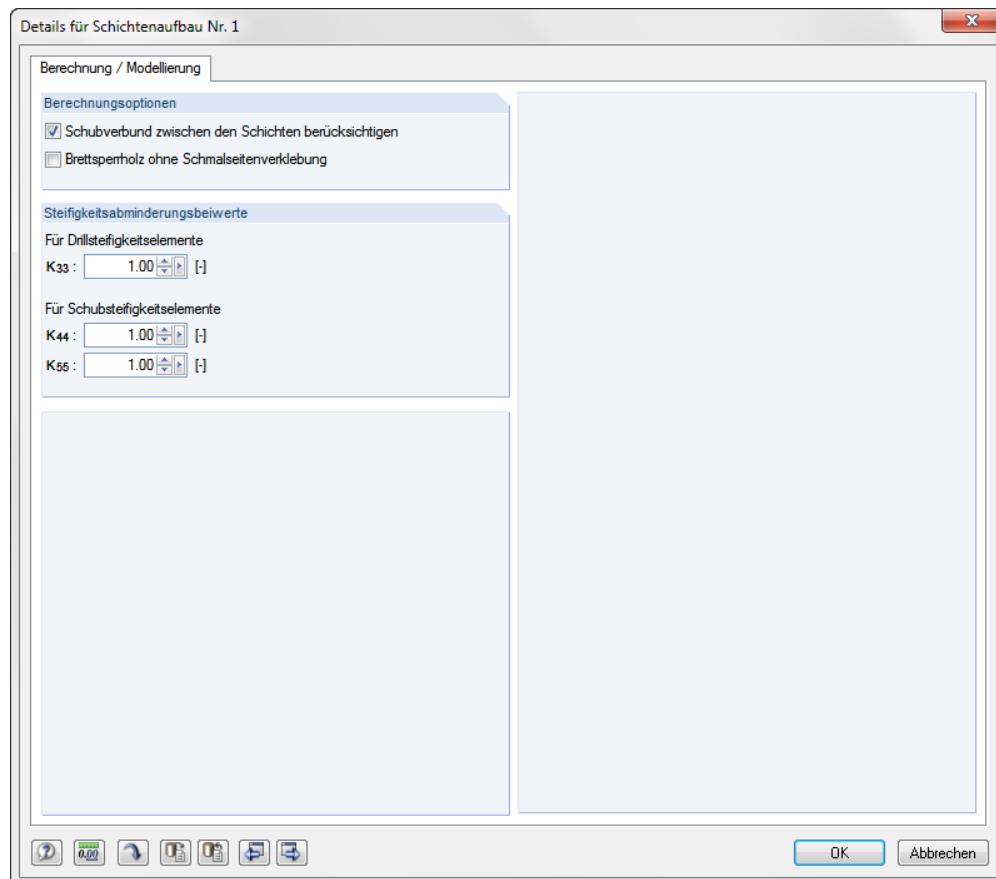 Details für Schichtenaufbau Nr. 1
Berechnung / Modellierung
Berechnungsoptionen
Schubverbund zwischen den Schichten berücksichtigen
Brettsperrholz ohne Schmalseitenverklebung
Steifigkeitsabminderungsbeiwerte
Für Drillsteifigkeitselemente
K33 : 1.00 [-]
Für Schubsteifigkeitselemente
K44 : 1.00 [-]
K55 : 1.00 [-]
0.00
OK Abbrechen